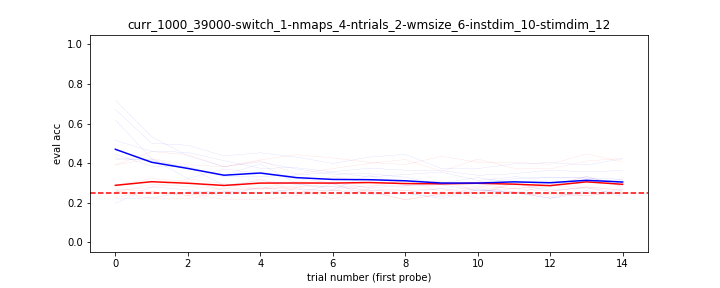 curr_1000_39000-switch_1-nmaps_4-ntrials_2-wmsize_6-instdim_10-stimdim_12
1.0
0.8
0.6
0.4
0.2
0.0
eval acc
0 2 4 6 8 10 12 14
trial number (first probe)